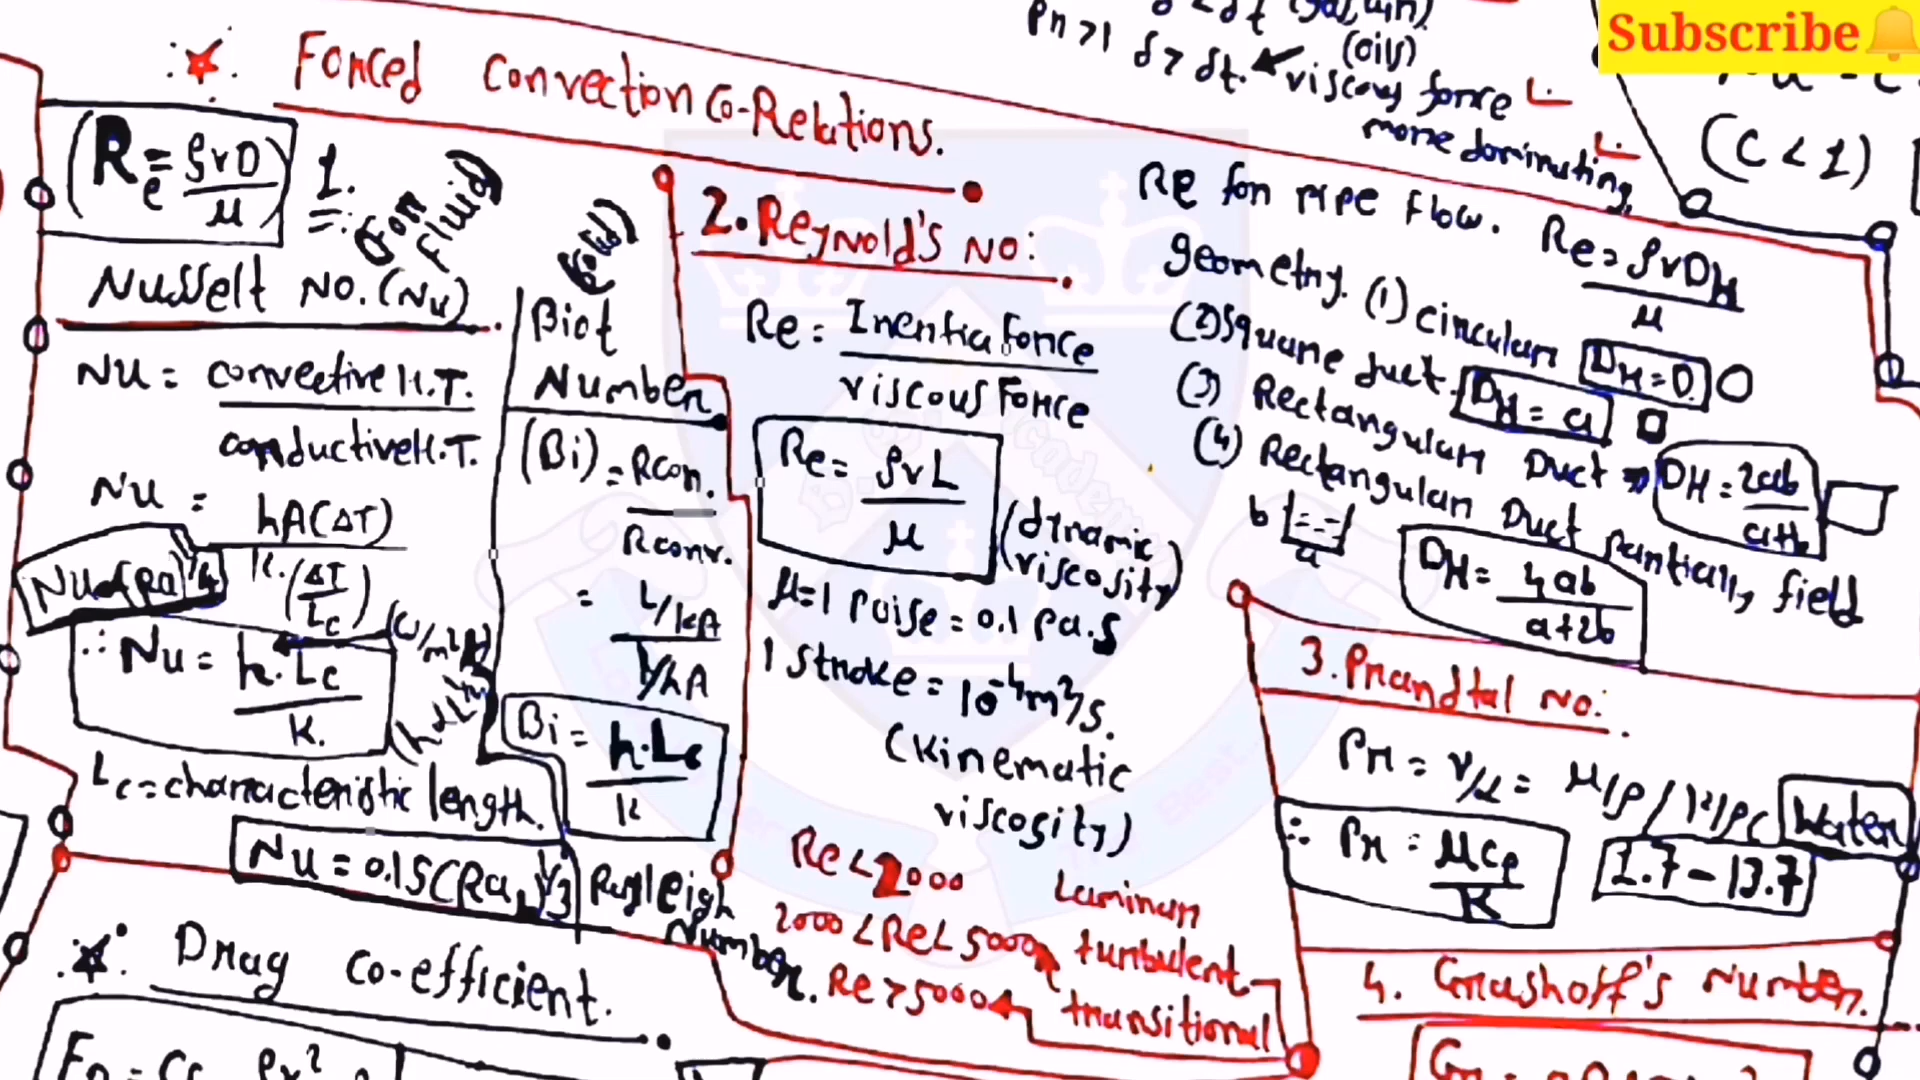 Forced Convection Co-Relations.
Pr>1 δ > δt. viscous force
(oils)
more dominating.
Subscribe
(C < 1)
(Re = ρvD/μ)
1.
(For Fluid)
Nusselt No. (Nu)
Nu = convective H.T.
conductive H.T.
Nu = hA(ΔT)
K.(ΔT/Lc)
Nu α (Ra)^1/4
∴ Nu = h.Lc
K.
Lc = characteristic length.
Nu = 0.15(RaL)^1/3
Rayleigh
Number.
(Solid)
Biot
Number
(Bi) = Rcon.
Rconv.
= L/kA
1/hA
Bi = h.Lc
k
2. Reynold's No:
Re = Inertia Force
viscous Force
Re = ρvL
μ
(dynamic
viscosity)
μ=1 Poise = 0.1 Pa.s
1 Stroke = 10^-4 m²/s.
(Kinematic
viscosity)
Re < 2000 Laminar
2000 < Re < 5000 turbulent
Re > 5000 transitional
Re for pipe Flow. Re = ρvDH
μ
geometry. (1) circular DH = D.
(2) Square duct. DH = a
(3) Rectangular Duct DH = 2ab
a+b
(4) Rectangular Duct partially field
b
a
DH = 4ab
a+2b
3. Prandtal No:
Pr = ν/α = μ/ρ / K/ρc
Water
∴ Pr = μcp
K
1.7 - 13.7
4. Grashoff's Number.
Drag co-efficient.